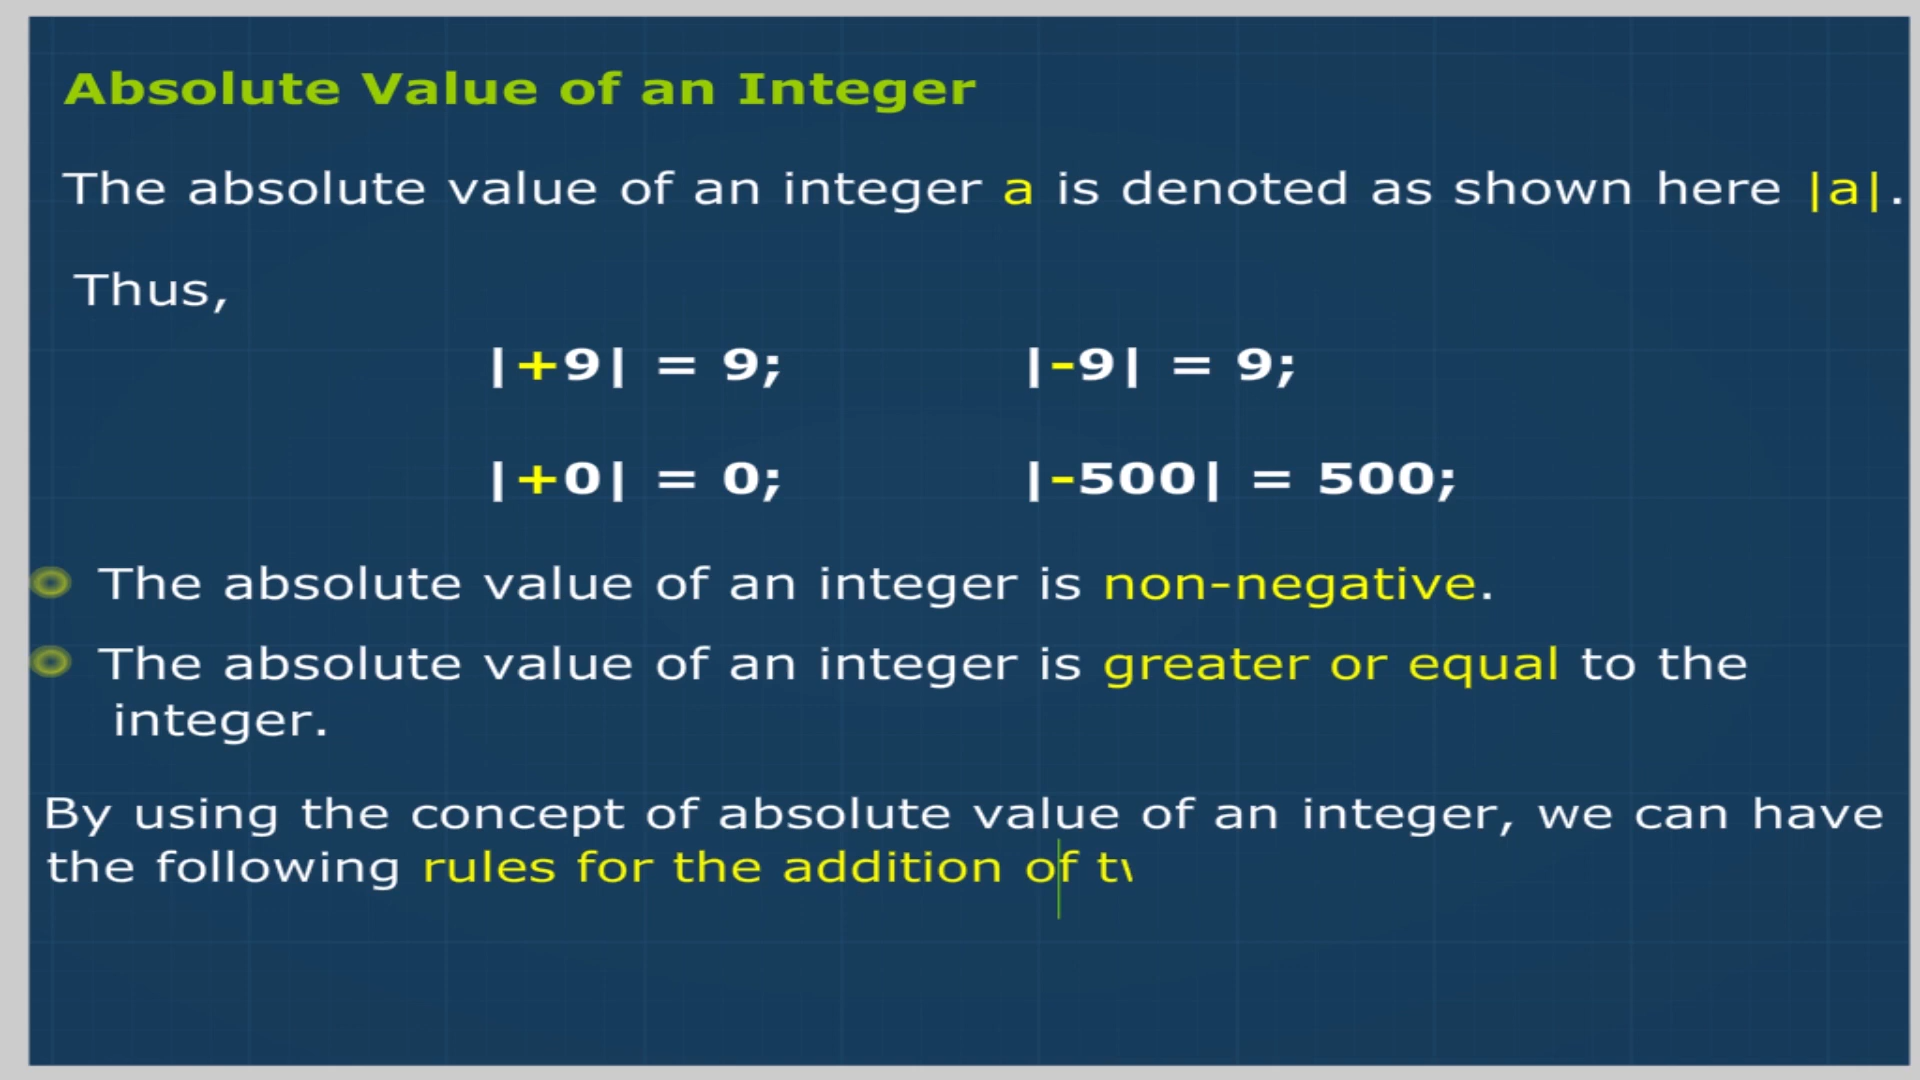 Absolute Value of an Integer
The absolute value of an integer a is denoted as shown here |a|.
Thus,
|+9| = 9; |-9| = 9;
|+0| = 0; |-500| = 500;
The absolute value of an integer is non-negative.
The absolute value of an integer is greater or equal to the
integer.
By using the concept of absolute value of an integer, we can have
the following rules for the addition of